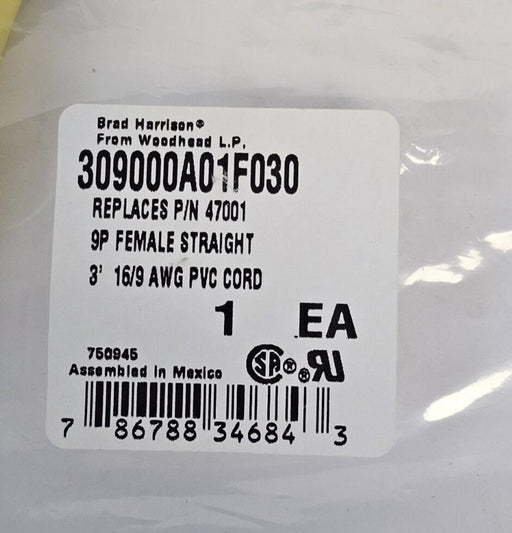 Brad Harrison®
From Woodhead L.P.
309000A01F030
REPLACES P/N 47001
9P FEMALE STRAIGHT
3' 16/9 AWG PVC CORD
1 EA
750945
Assembled in Mexico
7 86788 34684 3